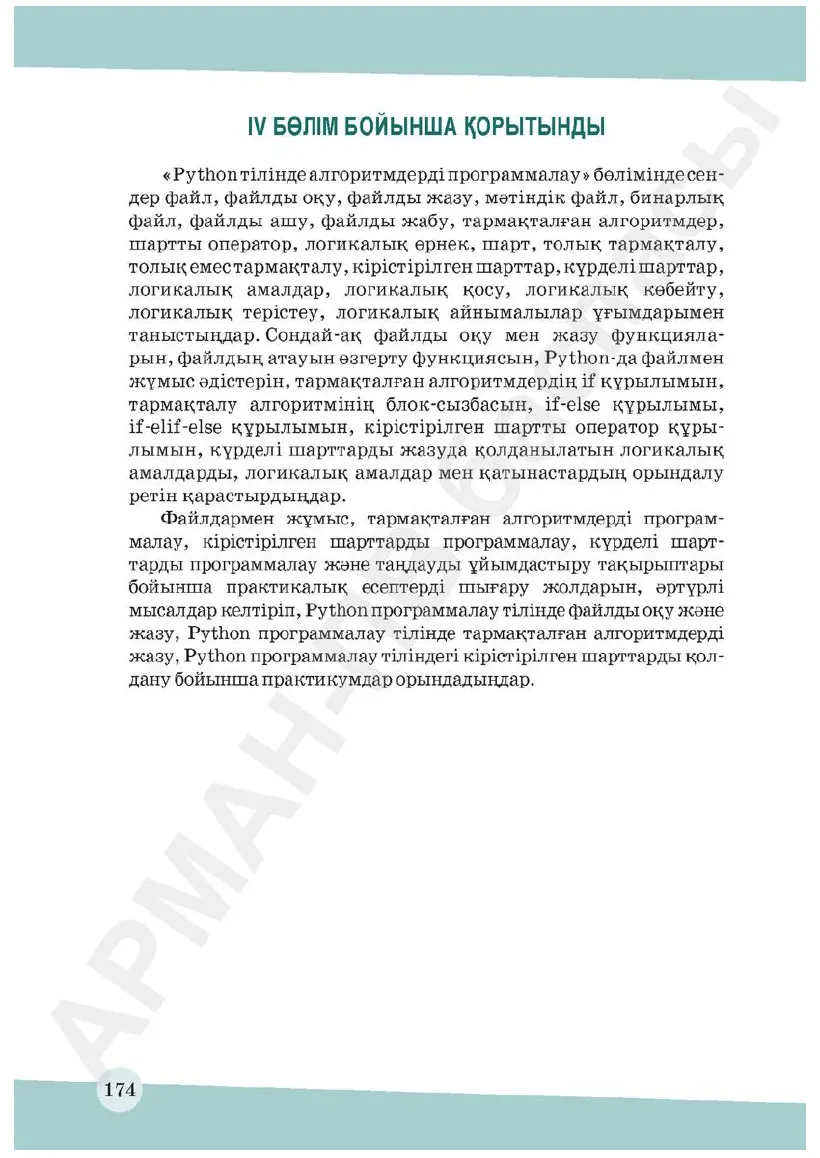 IV БӨЛІМ БОЙЫНША ҚОРЫТЫНДЫ
«Python тілінде алгоритмдерді программалау» бөлімінде сен-
дер файл, файлды оқу, файлды жазу, мәтіндік файл, бинарлық
файл, файлды ашу, файлды жабу, тармақталған алгоритмдер,
шартты оператор, логикалық өрнек, шарт, толық тармақталу,
толық емес тармақталу, кірістірілген шарттар, күрделі шарттар,
логикалық амалдар, логикалық қосу, логикалық көбейту,
логикалық терістеу, логикалық айнымалылар ұғымдарымен
таныстыңдар. Сондай-ақ файлды оқу мен жазу функцияла-
рын, файлдың атауын өзгерту функциясын, Python-да файлмен
жұмыс әдістерін, тармақталған алгоритмдердің if құрылымын,
тармақталу алгоритмінің блок-сызбасын, if-else құрылымы,
if-elif-else құрылымын, кірістірілген шартты оператор құры-
лымын, күрделі шарттарды жазуда қолданылатын логикалық
амалдарды, логикалық амалдар мен қатынастардың орындалу
ретін қарастырдыңдар.
Файлдармен жұмыс, тармақталған алгоритмдерді програм-
малау, кірістірілген шарттарды программалау, күрделі шарт-
тарды программалау және таңдауды ұйымдастыру тақырыптары
бойынша практикалық есептерді шығару жолдарын, әртүрлі
мысалдар келтіріп, Python программалау тілінде файлды оқу және
жазу, Python программалау тілінде тармақталған алгоритмдерді
жазу, Python программалау тіліндегі кірістірілген шарттарды қол-
дану бойынша практикумдар орындадыңдар.
АРМАН-ПВ баспасы
174